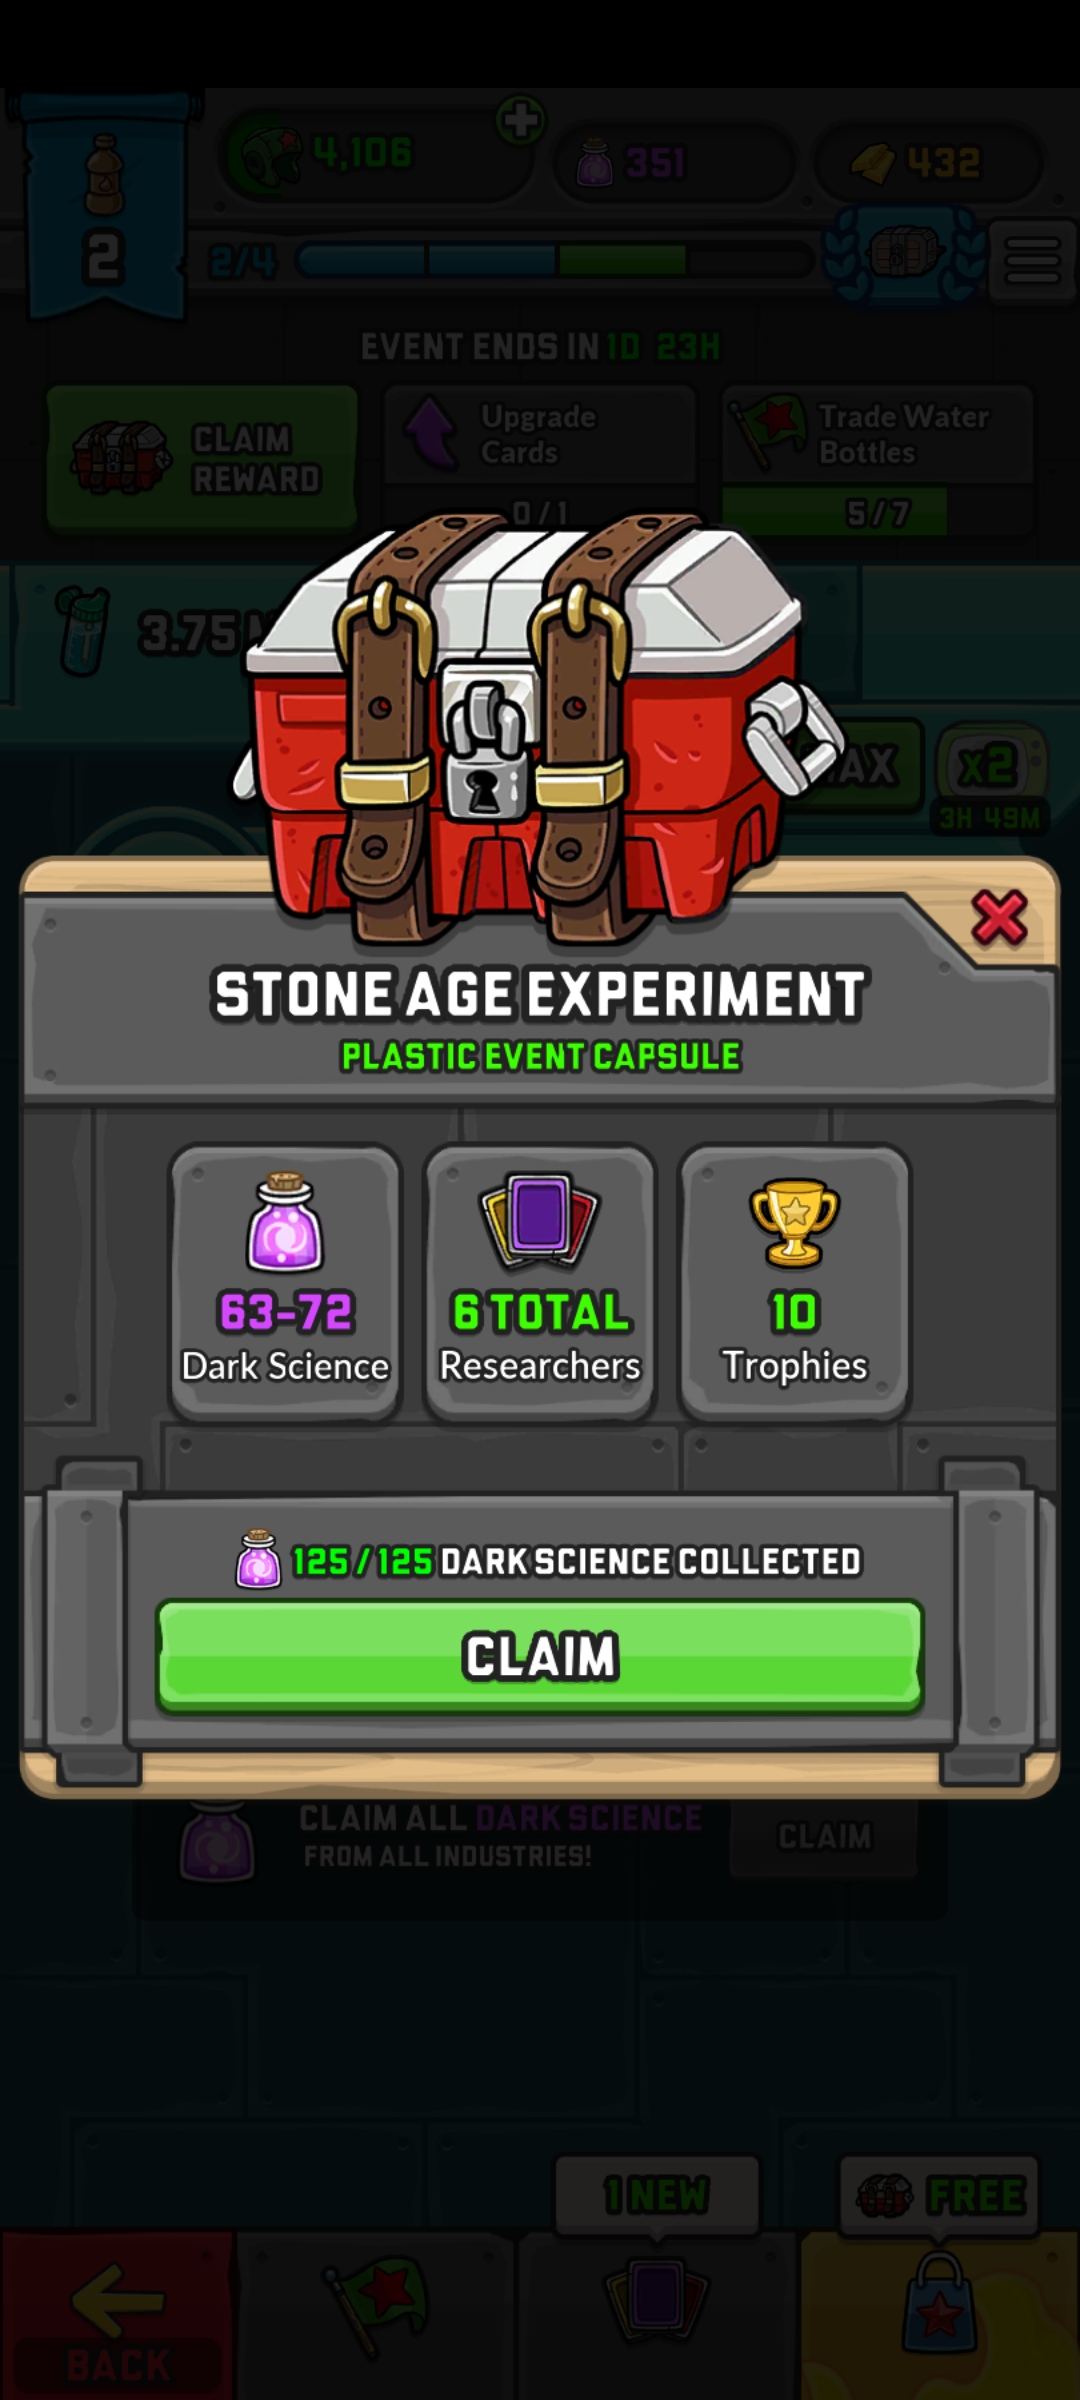 4,106
351
432
2
2/4
EVENT ENDS IN 1D 23H
CLAIM
REWARD
Upgrade
Cards
0/1
Trade Water
Bottles
5/7
3.75
x2
3H 49M
STONE AGE EXPERIMENT
PLASTIC EVENT CAPSULE
63-72
Dark Science
6 TOTAL
Researchers
10
Trophies
125/125 DARK SCIENCE COLLECTED
CLAIM
CLAIM ALL DARK SCIENCE
FROM ALL INDUSTRIES!
CLAIM
1 NEW
FREE
BACK